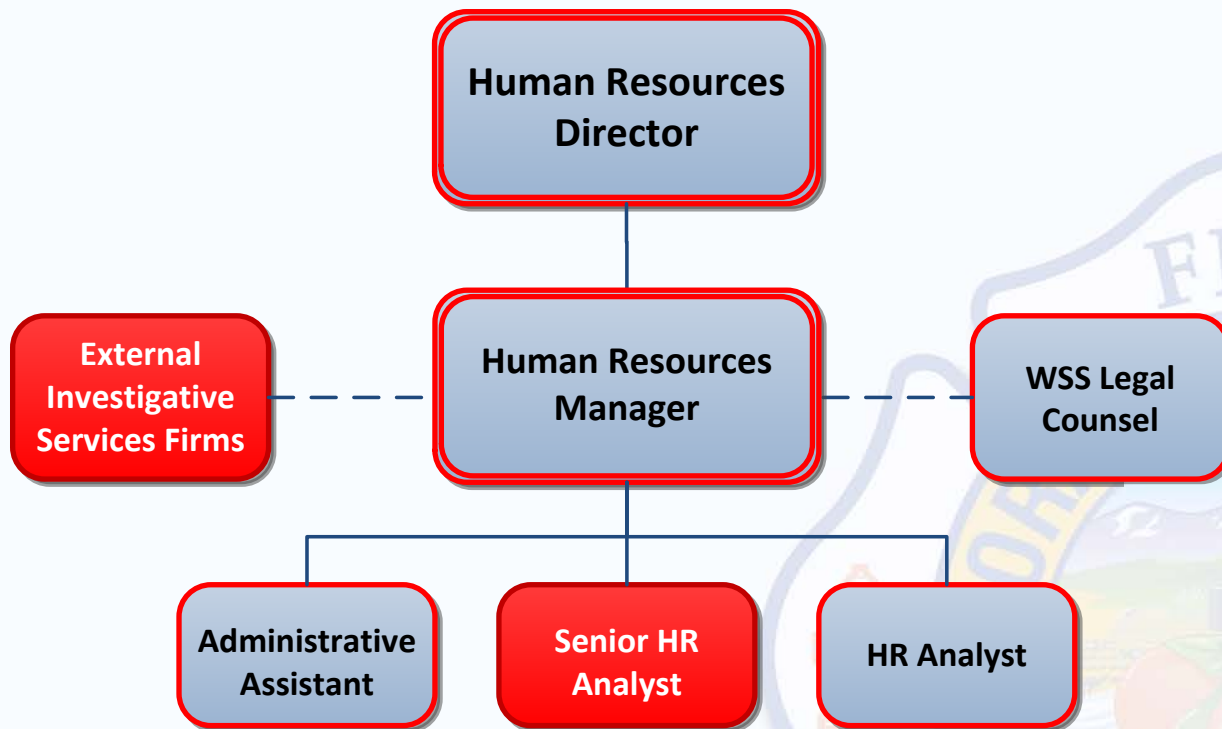 Human Resources
Director
External
Investigative
Services Firms
Human Resources
Manager
WSS Legal
Counsel
Administrative
Assistant
Senior HR
Analyst
HR Analyst